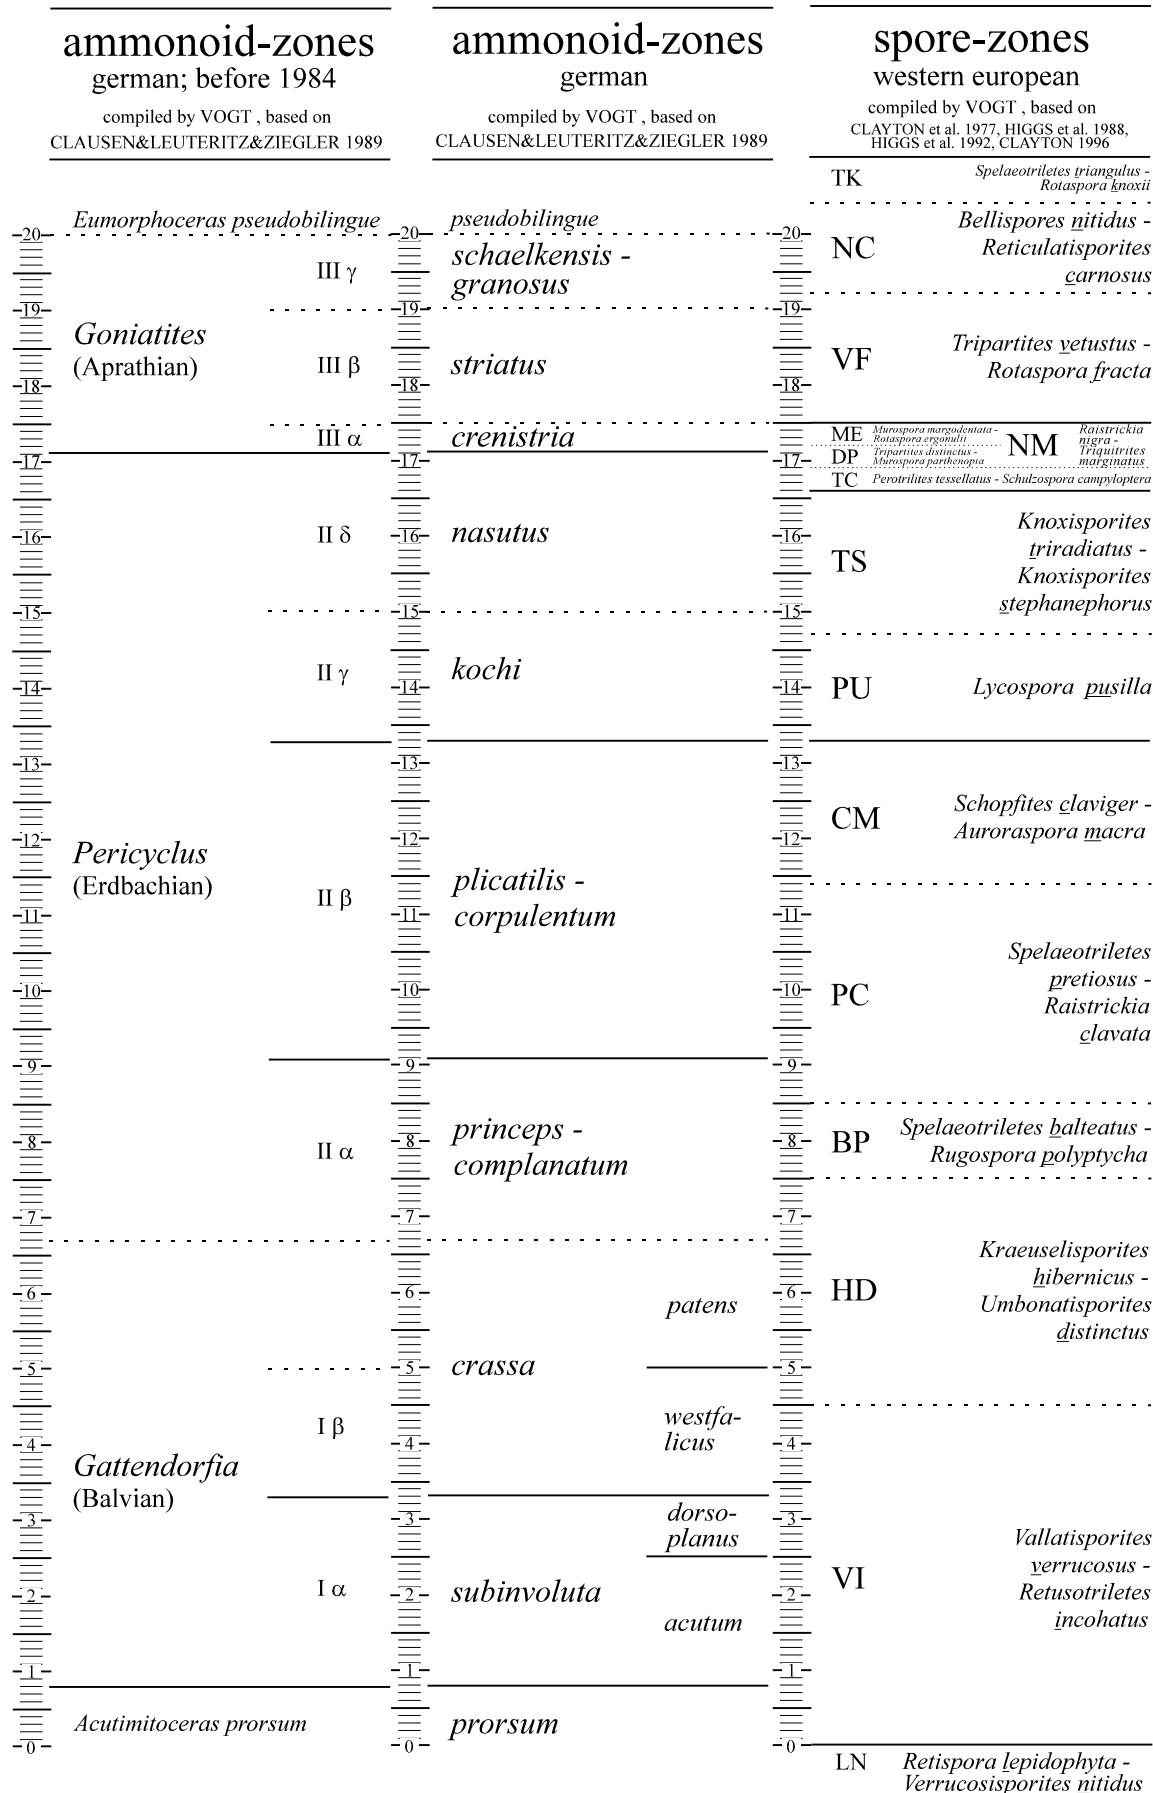 ammonoid-zones
german; before 1984
compiled by VOGT , based on
CLAUSEN&LEUTERITZ&ZIEGLER 1989
Eumorphoceras pseudobilingue
III γ
Goniatites
(Aprathian)
III β
III α
II δ
II γ
Pericyclus
(Erdbachian)
II β
II α
I β
Gattendorfia
(Balvian)
I α
Acutimitoceras prorsum
20
19
18
17
16
15
14
13
12
11
10
9
8
7
6
5
4
3
2
1
0
ammonoid-zones
german
compiled by VOGT , based on
CLAUSEN&LEUTERITZ&ZIEGLER 1989
pseudobilingue
schaelkensis -
granosus
striatus
crenistria
nasutus
kochi
plicatilis -
corpulentum
princeps -
complanatum
patens
crassa
westfa-
licus
dorso-
planus
subinvoluta
acutum
prorsum
20
19
18
17
16
15
14
13
12
11
10
9
8
7
6
5
4
3
2
1
0
spore-zones
western european
compiled by VOGT , based on
CLAYTON et al. 1977, HIGGS et al. 1988,
HIGGS et al. 1992, CLAYTON 1996
TK
Spelaeotriletes triangulus -
Rotaspora knoxii
NC
Bellispores nitidus -
Reticulatisporites
carnosus
VF
Tripartites vetustus -
Rotaspora fracta
ME
Murospora margodentata -
Rotaspora ergonulii
DP
Tripartites distinctus -
Murospora parthenopia
NM
Raistrickia
nigra -
Triquitrites
marginatus
TC
Perotrilites tessellatus - Schulzospora campyloptera
TS
Knoxisporites
triradiatus -
Knoxisporites
stephanephorus
PU
Lycospora pusilla
CM
Schopfites claviger -
Auroraspora macra
PC
Spelaeotriletes
pretiosus -
Raistrickia
clavata
BP
Spelaeotriletes balteatus -
Rugospora polyptycha
HD
Kraeuselisporites
hibernicus -
Umbonatisporites
distinctus
VI
Vallatisporites
verrucosus -
Retusotriletes
incohatus
LN
Retispora lepidophyta -
Verrucosisporites nitidus
20
19
18
17
16
15
14
13
12
11
10
9
8
7
6
5
4
3
2
1
0